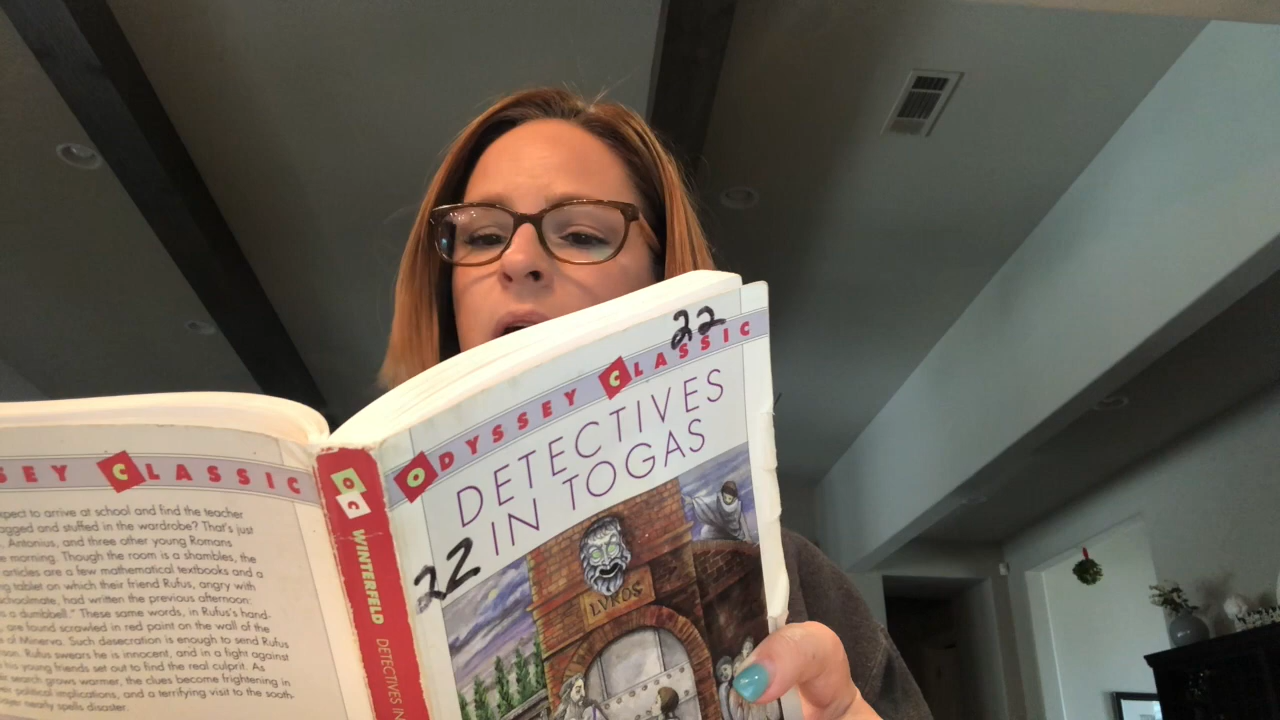 SEY CLASSIC
expect to arrive at school and find the teacher
gagged and stuffed in the wardrobe? That's just
Antonius, and three other young Romans
morning. Though the room is a shambles, the
articles are a few mathematical textbooks and a
tablet on which their friend Rufus, angry with
schoolmate, had written the previous afternoon:
a dumbbell." These same words, in Rufus's hand-
are found scrawled in red paint on the wall of the
of Minerva. Such desecration is enough to send Rufus
Rufus swears he is innocent, and in a fight against
his young friends set out to find the real culprit. As
search grows warmer, the clues become frightening in
political implications, and a terrifying visit to the sooth-
sayer nearly spells disaster.
OC
WINTERFELD DETECTIVES IN
22
ODYSSEY CLASSIC
DETECTIVES
IN TOGAS
22
LVKOS